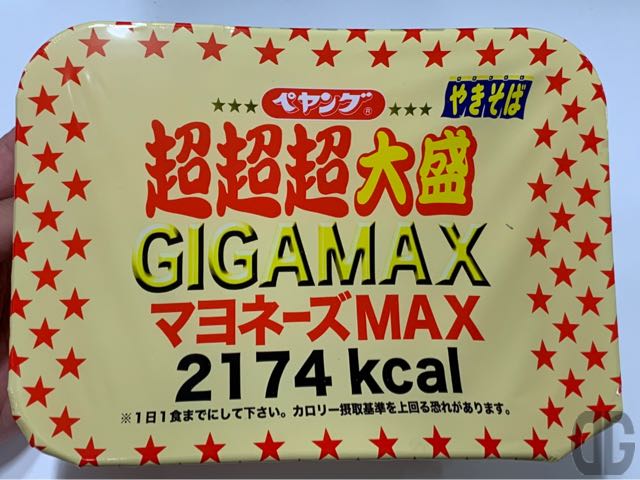 ★★★ ペヤング® ★★★ やきそば
超超超大盛
GIGAMAX
マヨネーズMAX
2174 kcal
※1日1食までにして下さい。カロリー摂取基準を上回る恐れがあります。
DG